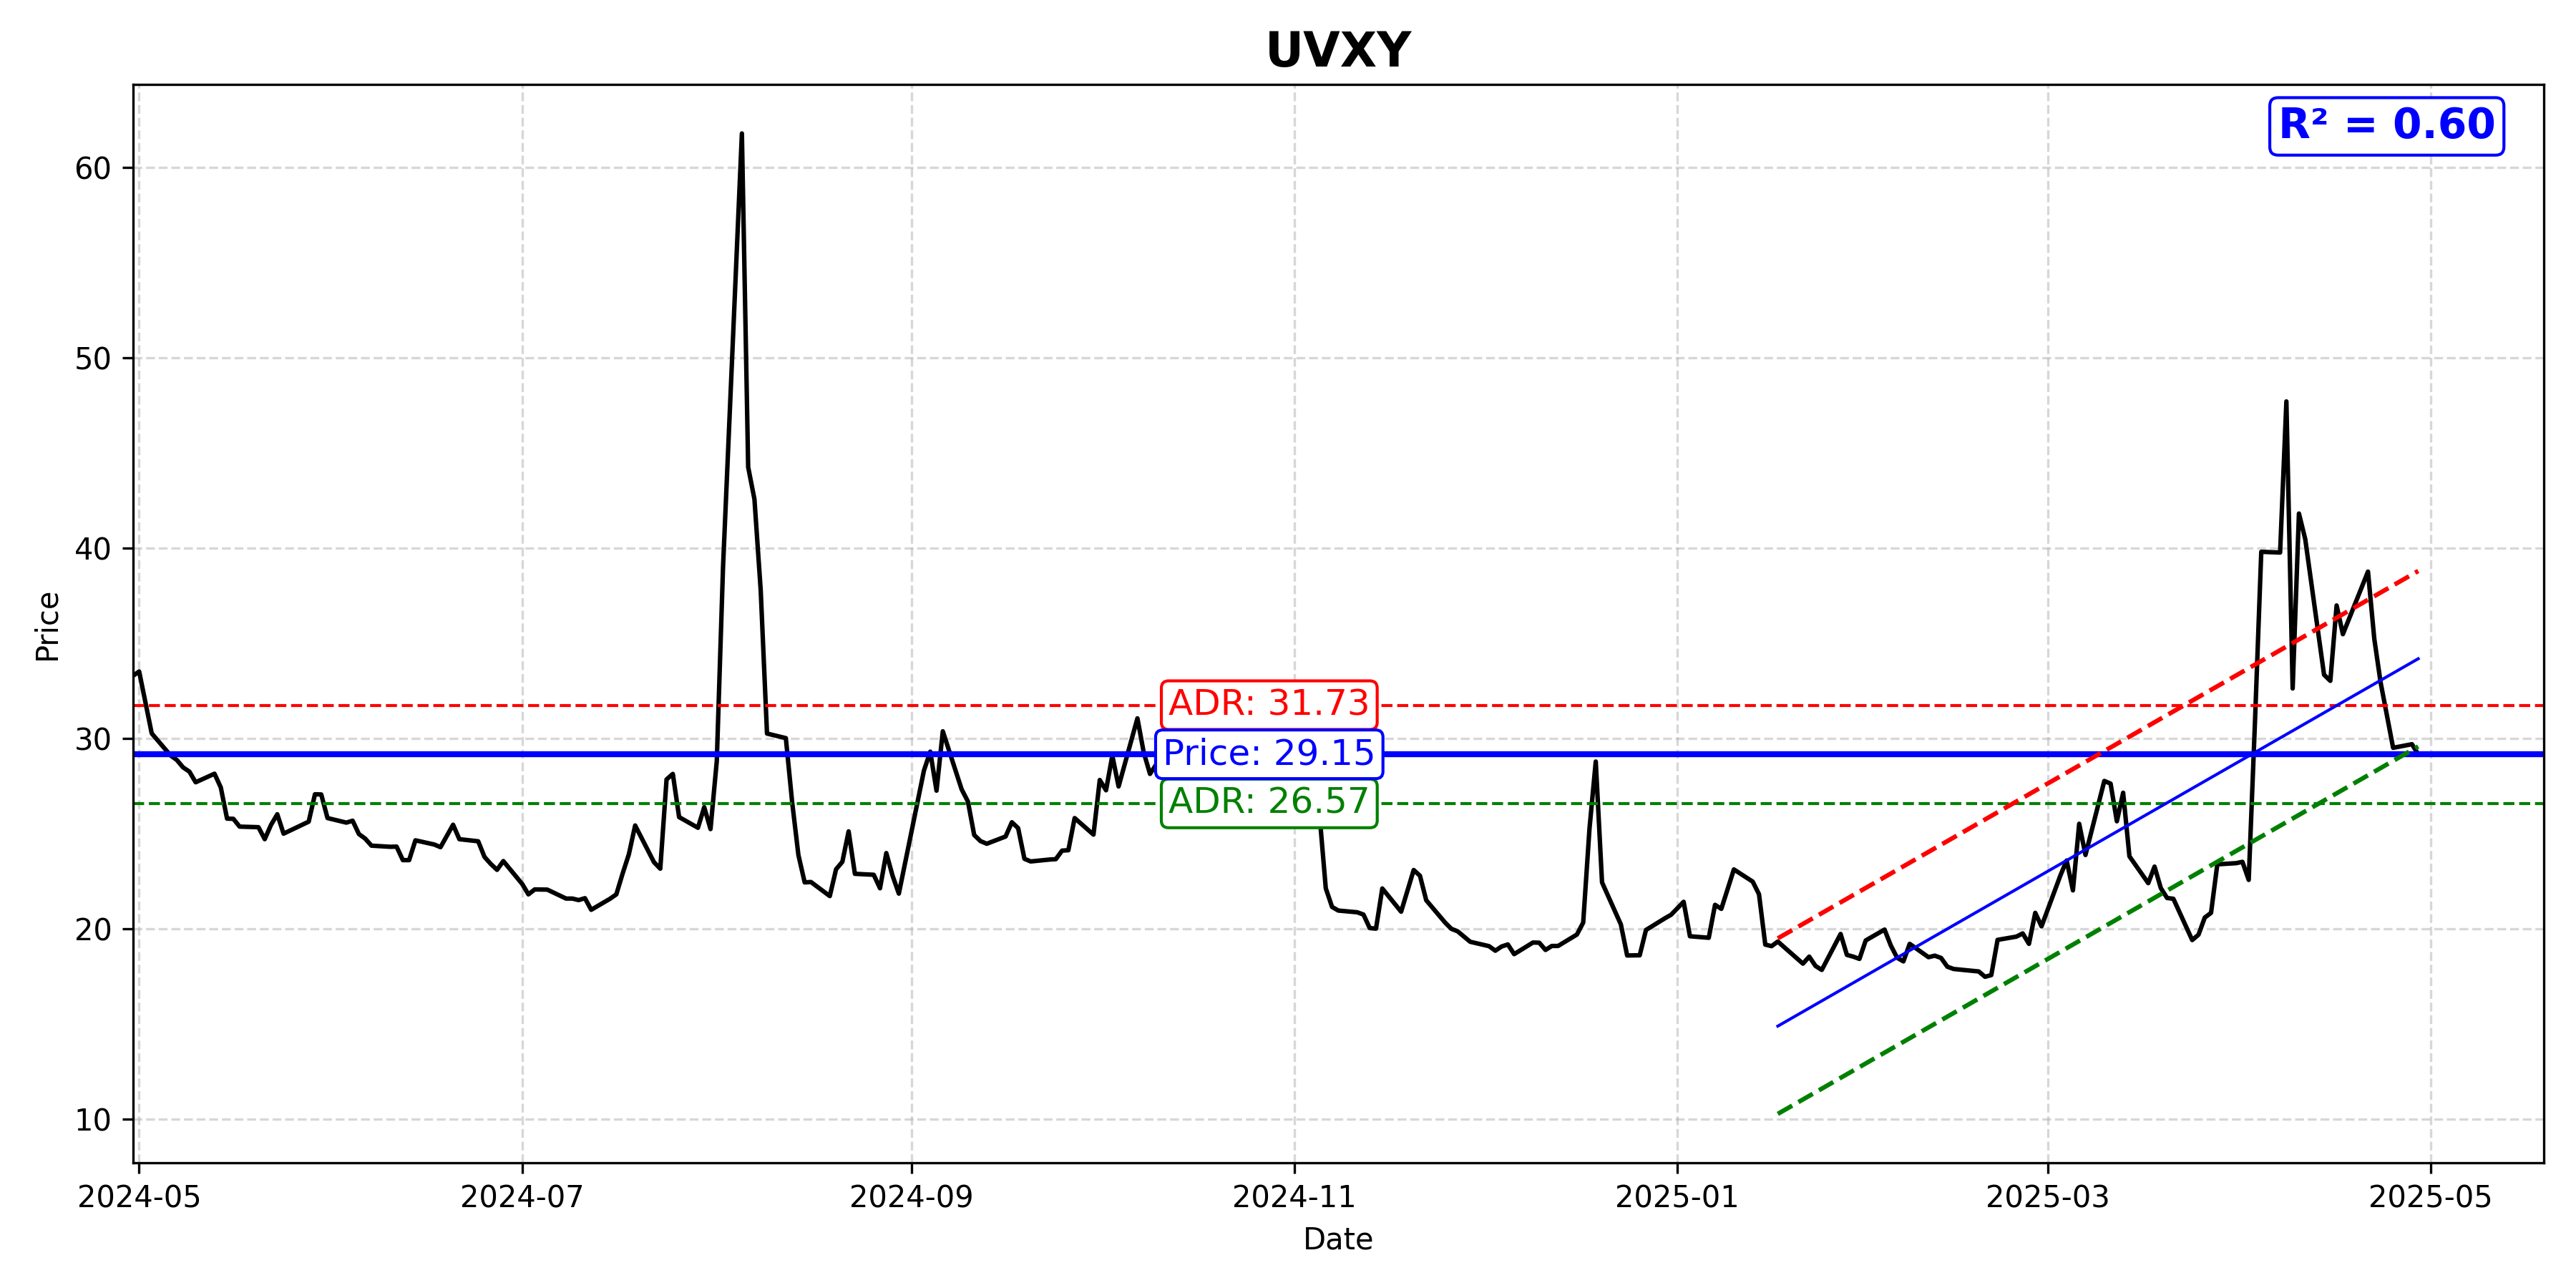 UVXY
R² = 0.60
60
50
40
30
20
10
Price
ADR: 31.73
Price: 29.15
ADR: 26.57
2024-05
2024-07
2024-09
2024-11
2025-01
2025-03
2025-05
Date